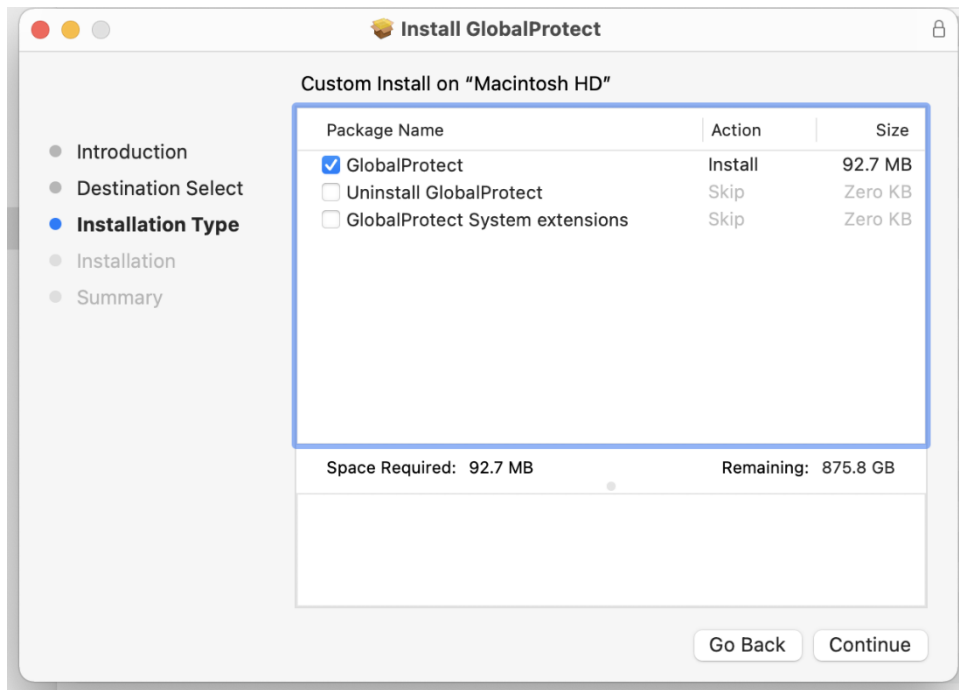 Install GlobalProtect
Custom Install on “Macintosh HD”
Introduction
Destination Select
Installation Type
Installation
Summary
Package Name Action Size
GlobalProtect Install 92.7 MB
Uninstall GlobalProtect Skip Zero KB
GlobalProtect System extensions Skip Zero KB
Space Required: 92.7 MB Remaining: 875.8 GB
Go Back Continue